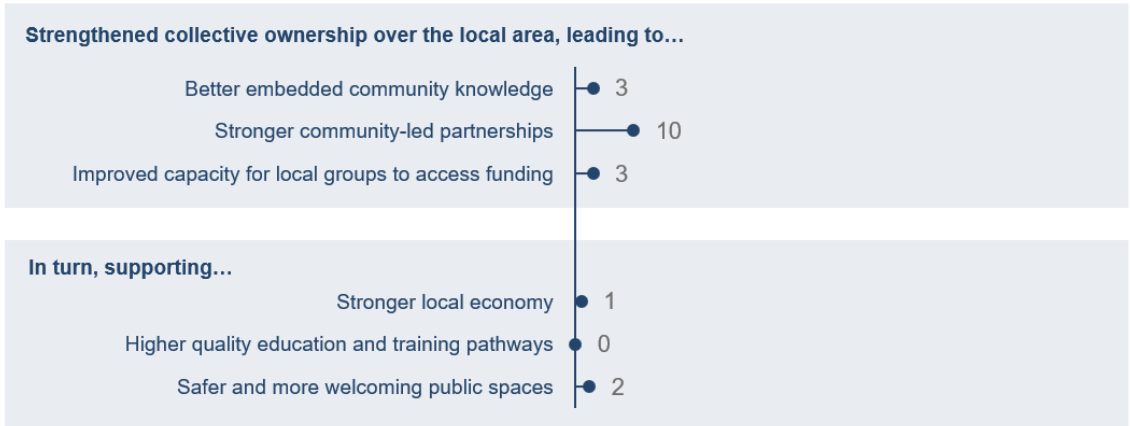 Strengthened collective ownership over the local area, leading to…
Better embedded community knowledge 3
Stronger community-led partnerships 10
Improved capacity for local groups to access funding 3
In turn, supporting…
Stronger local economy 1
Higher quality education and training pathways 0
Safer and more welcoming public spaces 2